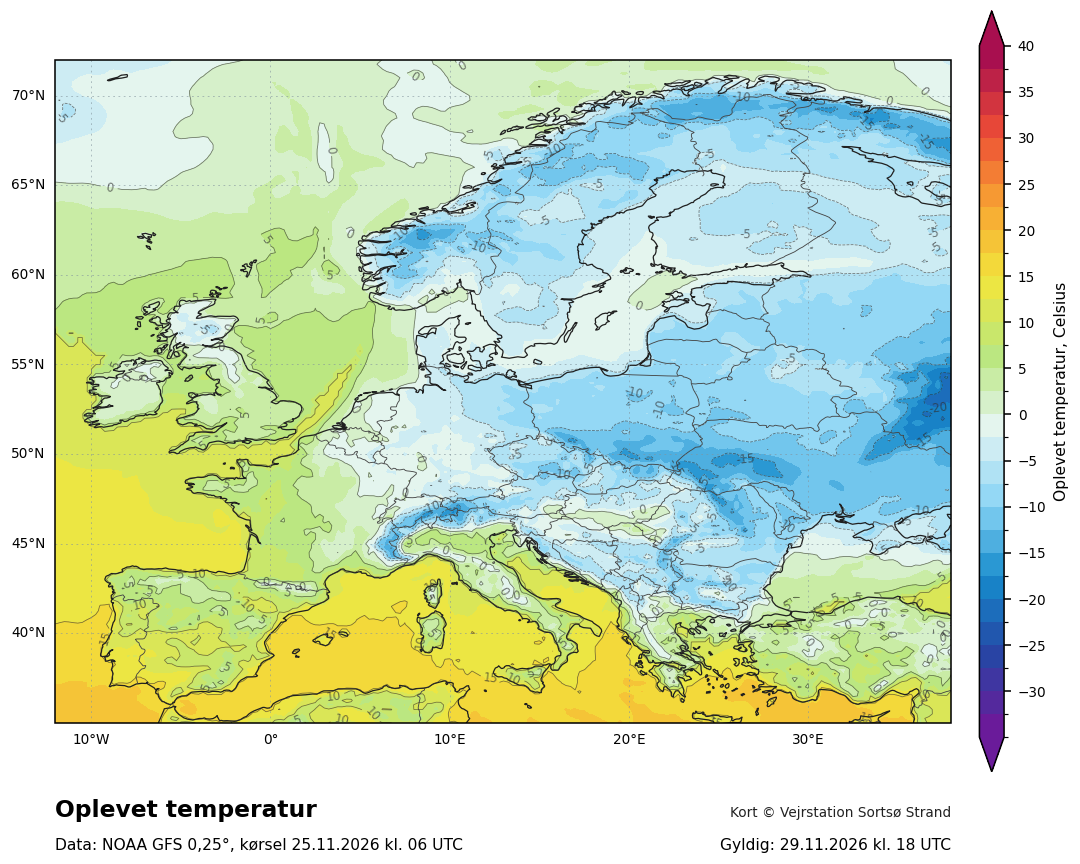 40
35
30
25
20
15
10
5
0
−5
−10
−15
−20
−25
−30
Oplevet temperatur, Celsius
70°N
65°N
60°N
55°N
50°N
45°N
40°N
10°W 0° 10°E 20°E 30°E
Oplevet temperatur
Kort © Vejrstation Sortsø Strand
Data: NOAA GFS 0,25°, kørsel 25.11.2026 kl. 06 UTC
Gyldig: 29.11.2026 kl. 18 UTC